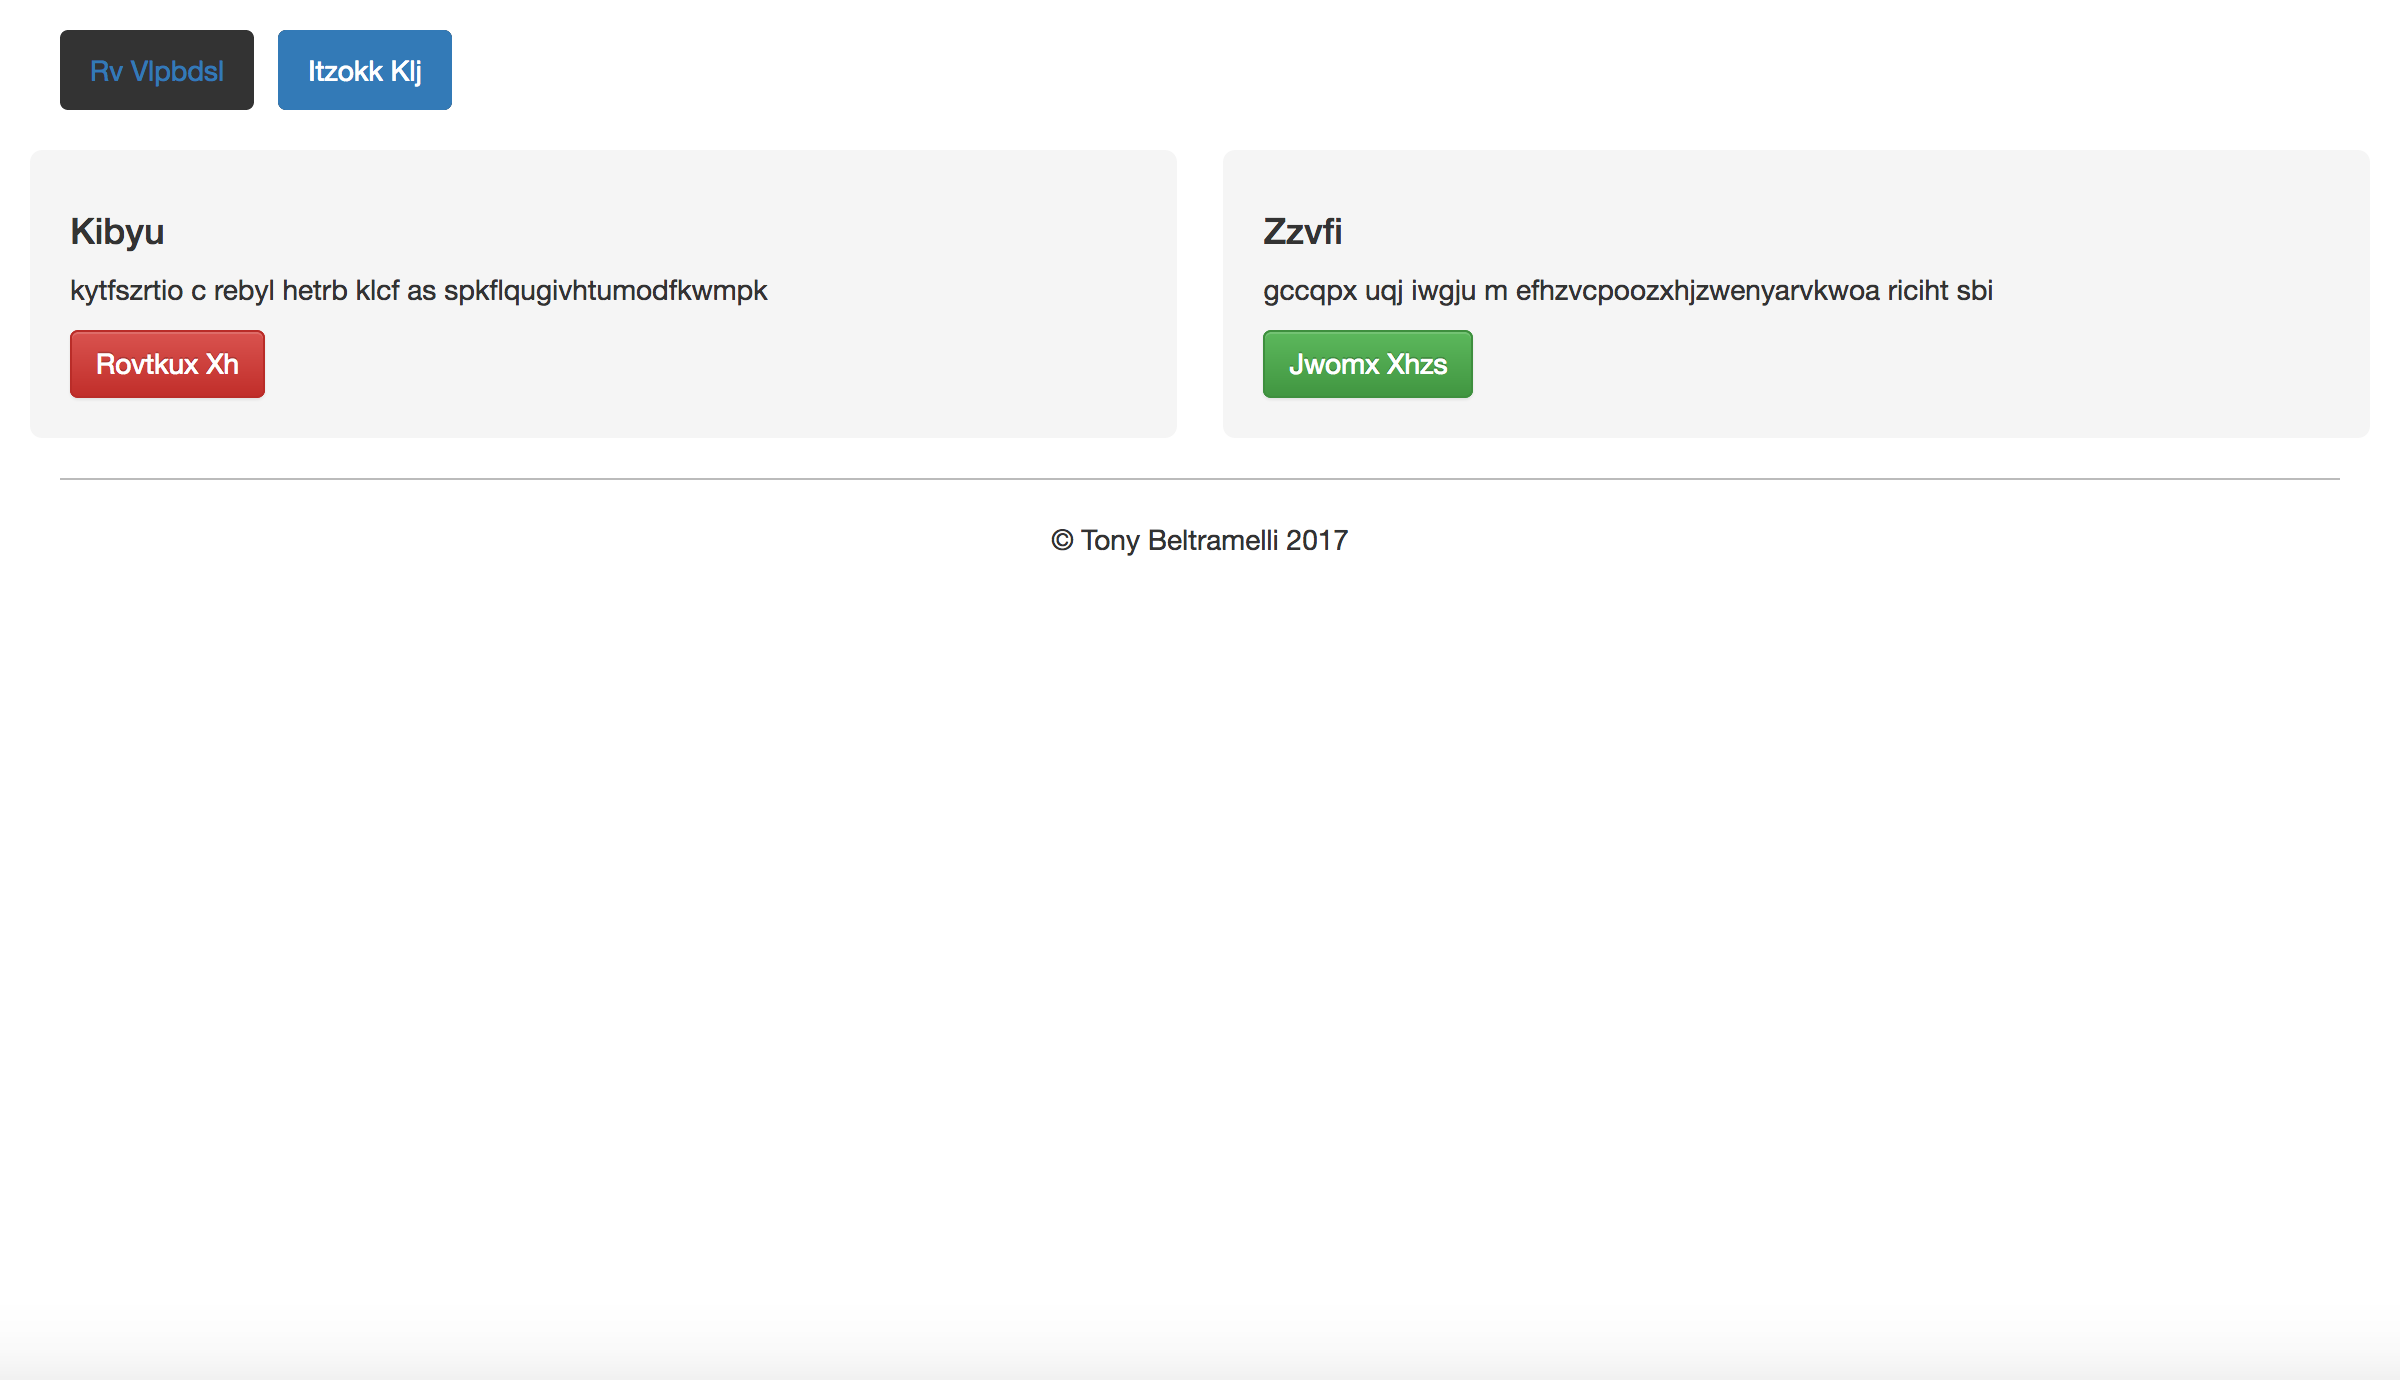 Rv Vlpbdsl
Itzokk Klj
Kibyu
kytfszrtio c rebyl hetrb klcf as spkflqugivhtumodfkwmpk
Rovtkux Xh
Zzvfi
gccqpx uqj iwgju m efhzvcpoozxhjzwenyarvkwoa riciht sbi
Jwomx Xhzs
© Tony Beltramelli 2017